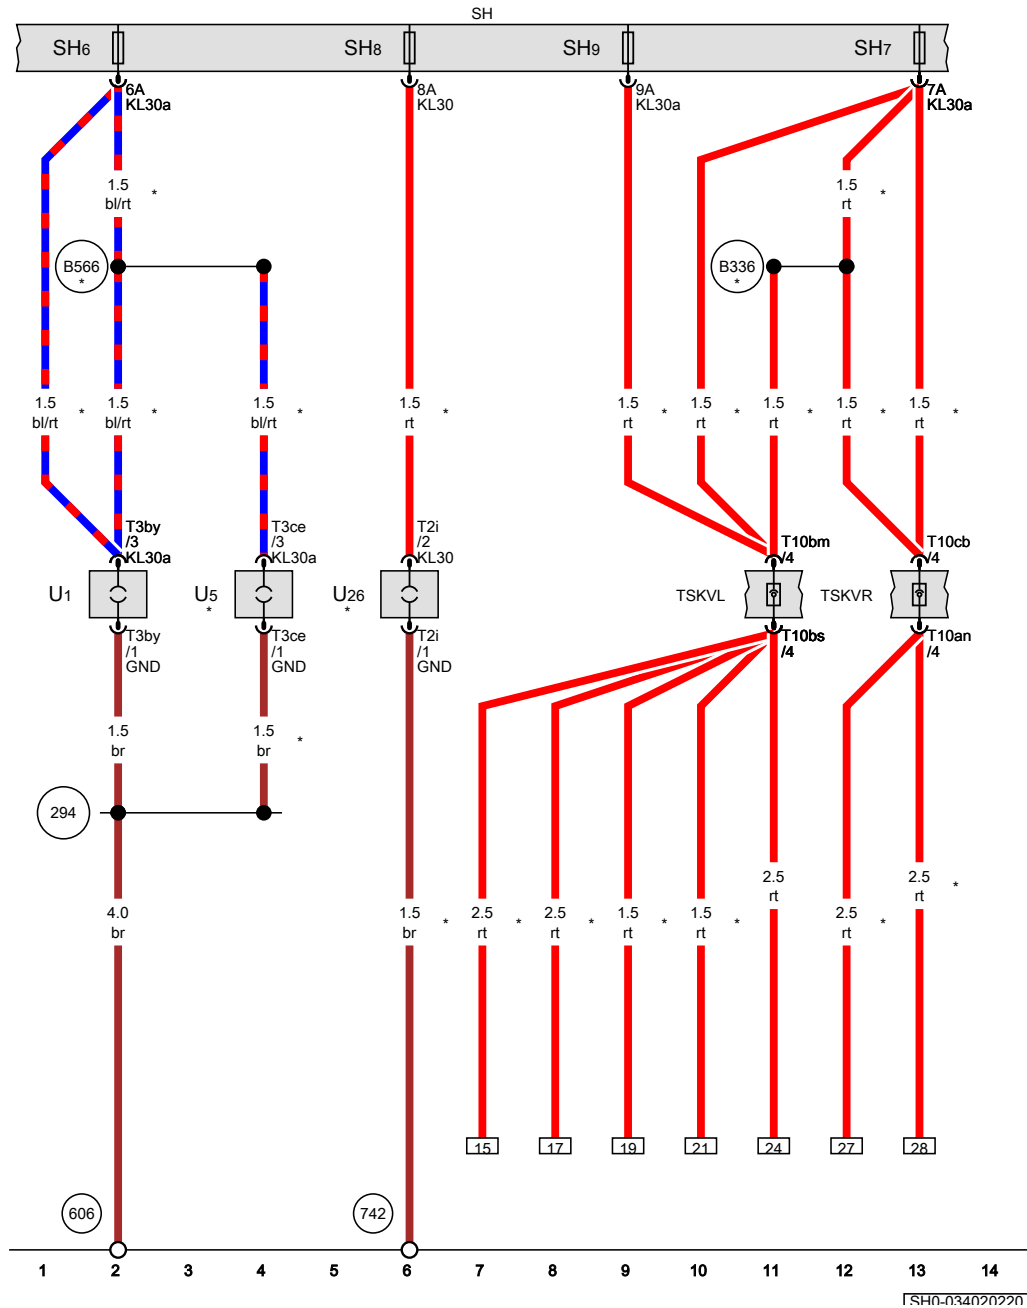 SH
SH6 SH8 SH9 SH7
6A 8A 9A 7A
KL30a KL30 KL30a KL30a
1.5 * 1.5 *
bl/rt rt
B566 B336
* *
1.5 * 1.5 * 1.5 * 1.5 * 1.5 * 1.5 * 1.5 * 1.5 * 1.5 *
bl/rt bl/rt bl/rt rt rt rt rt rt rt
T3by T3ce T2i T10bm T10cb
/3 /3 /2 /4 /4
KL30a KL30a KL30
U1 U5 U26 TSKVL TSKVR
* *
T3by T3ce T2i T10bs T10an
/1 /1 /1 /4 /4
GND GND GND
1.5 1.5 *
br br
294
2.5 2.5 *
rt rt
4.0 1.5 * 2.5 * 2.5 * 1.5 * 1.5 * 2.5 *
br br rt rt rt rt rt
15 17 19 21 24 27 28
606 742
1 2 3 4 5 6 7 8 9 10 11 12 13 14
SH0-034020220